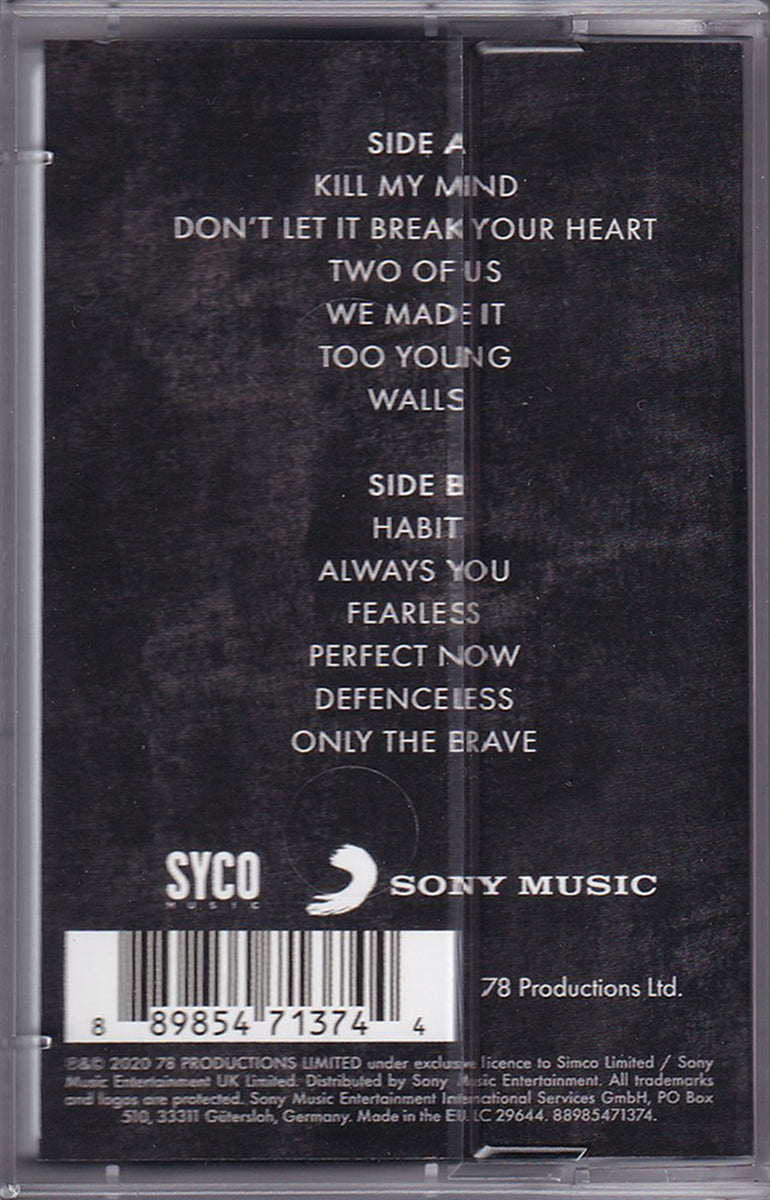 SIDE A
KILL MY MIND
DON'T LET IT BREAK YOUR HEART
TWO OF US
WE MADE IT
TOO YOUNG
WALLS
SIDE B
HABIT
ALWAYS YOU
FEARLESS
PERFECT NOW
DEFENCELESS
ONLY THE BRAVE
SYCO
MUSIC
SONY MUSIC
8 89854 71374 4
78 Productions Ltd.
℗&© 2020 78 PRODUCTIONS LIMITED under exclusive licence to Simco Limited / Sony
Music Entertainment UK Limited. Distributed by Sony Music Entertainment. All trademarks
and logos are protected. Sony Music Entertainment International Services GmbH, PO Box
510, 33311 Gütersloh, Germany. Made in the EU. LC 29644. 88985471374.